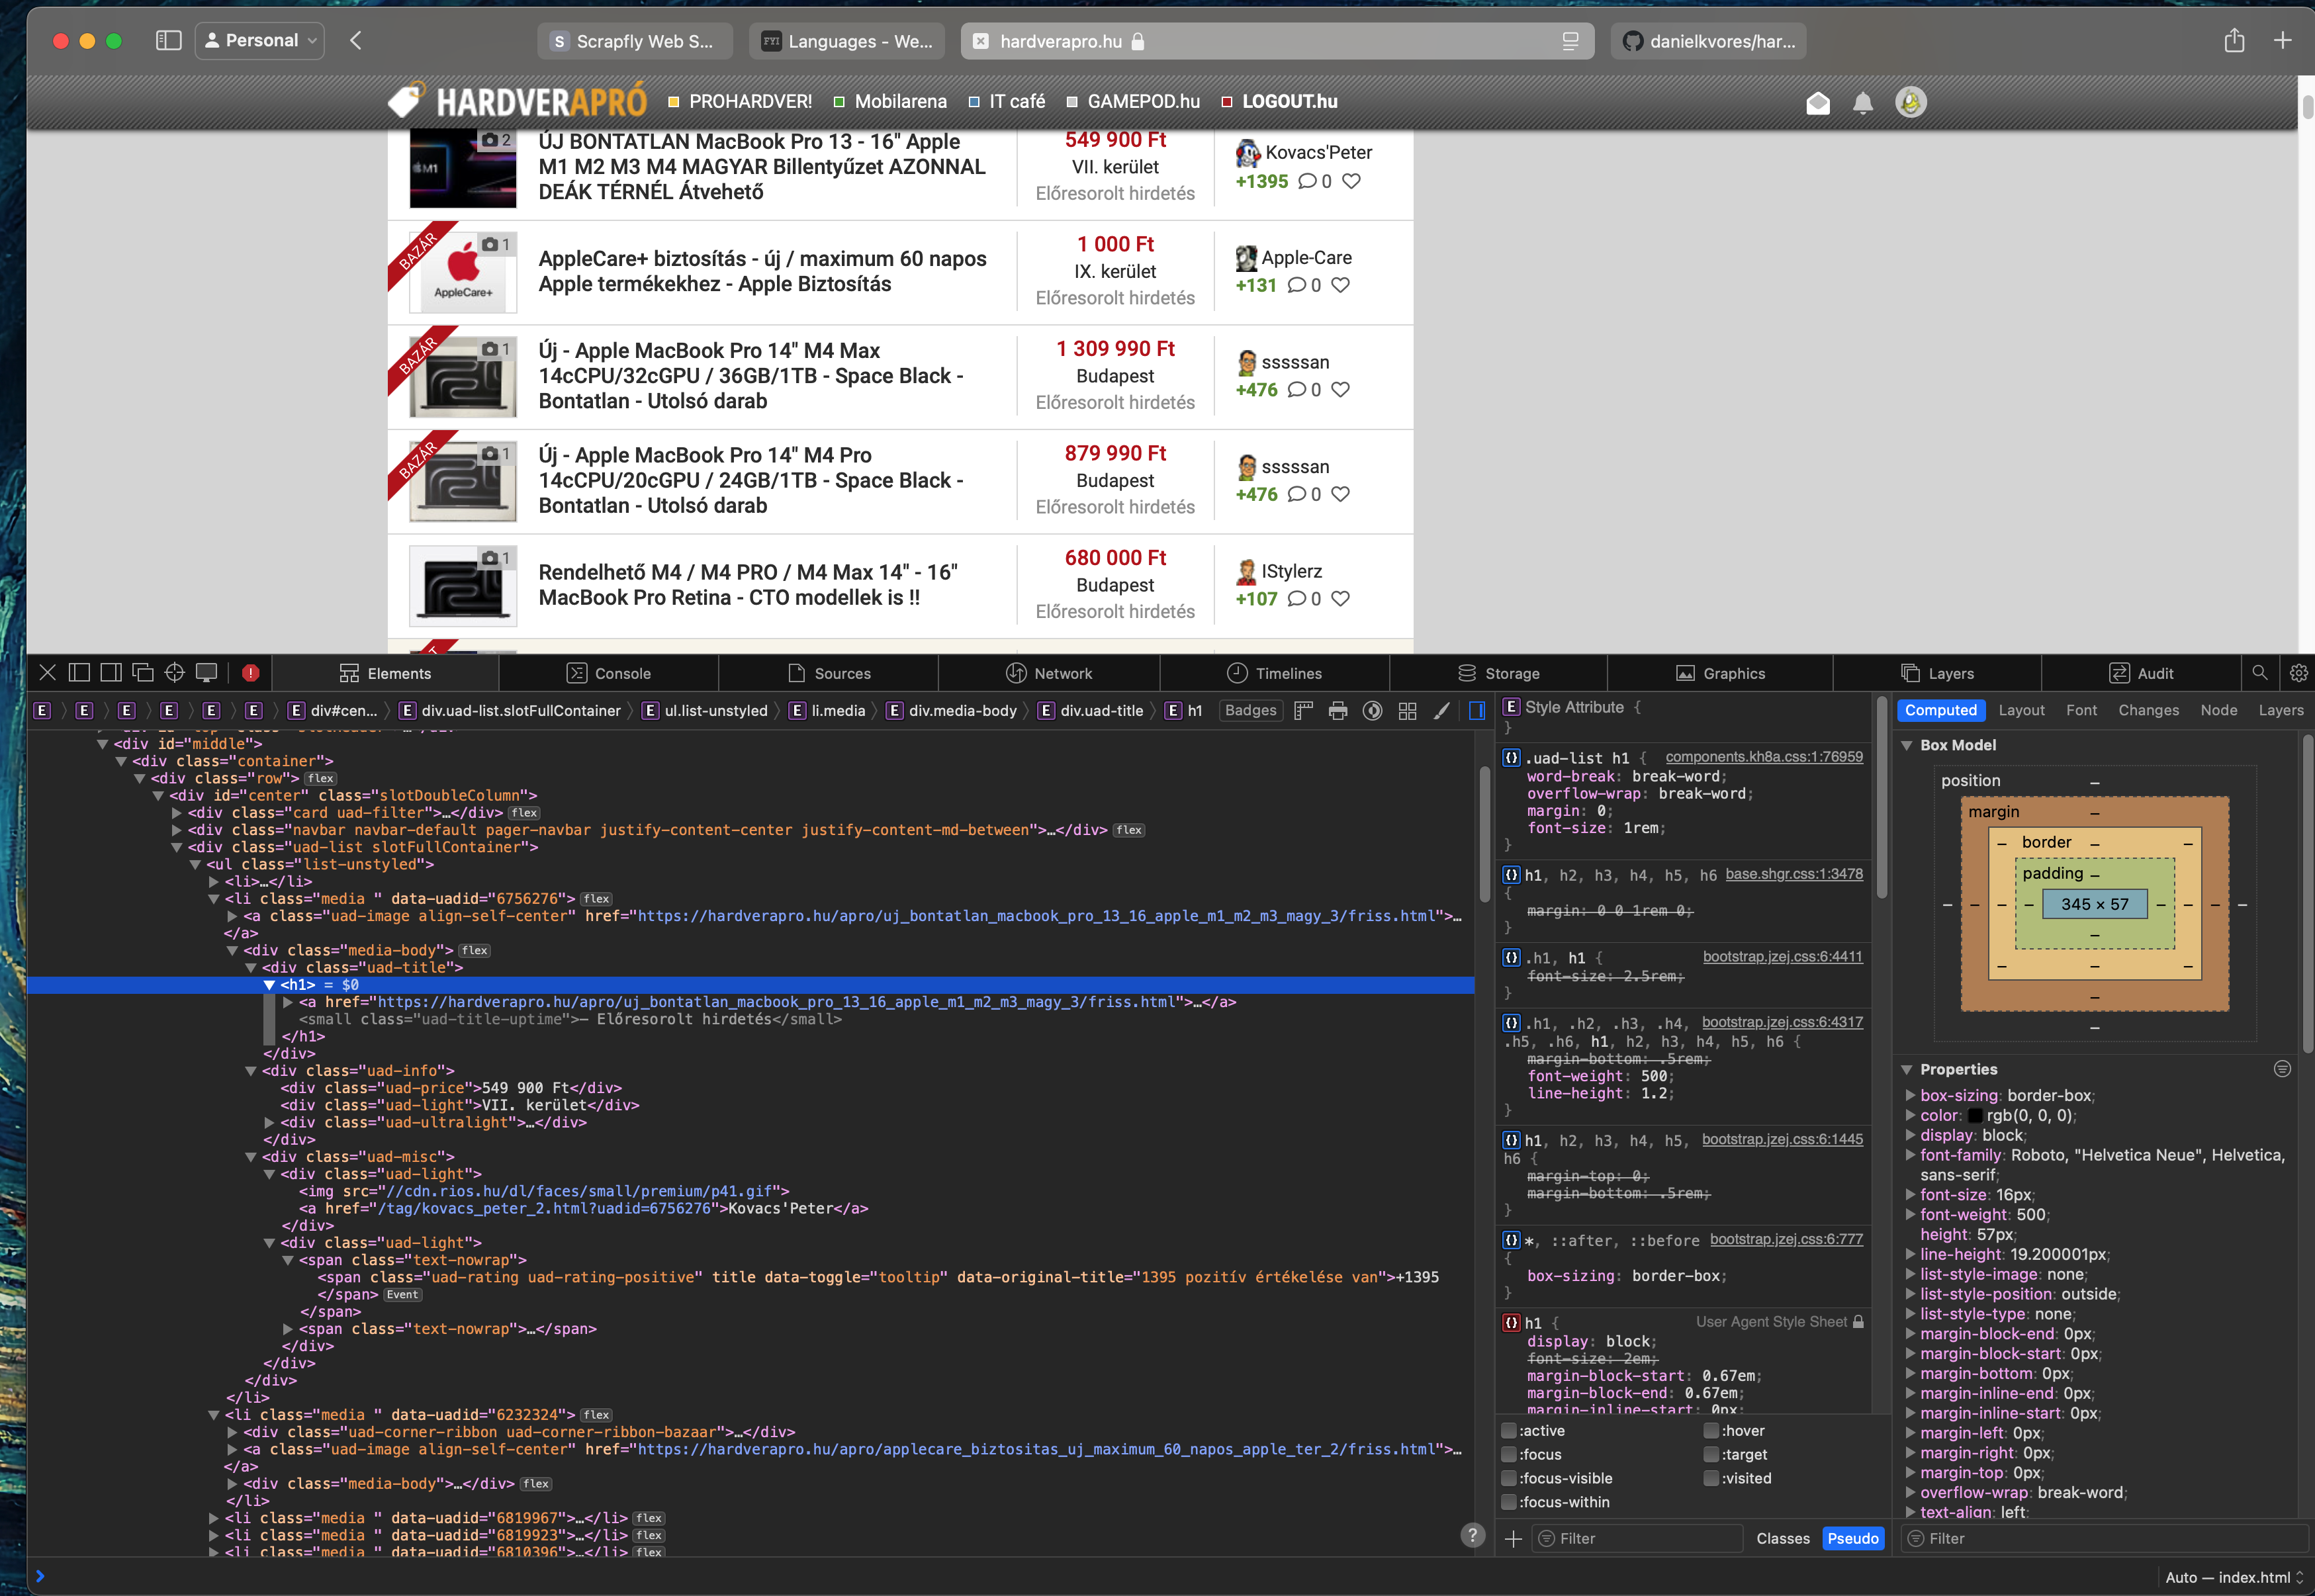 Personal
S Scrapfly Web S...
FYI Languages - We...
hardverapro.hu
danielkvores/har...
HARDVERAPRÓ
PROHARDVER!
Mobilarena
IT café
GAMEPOD.hu
LOGOUT.hu
M1
2
ÚJ BONTATLAN MacBook Pro 13 - 16" Apple
M1 M2 M3 M4 MAGYAR Billentyűzet AZONNAL
DEÁK TÉRNÉL Átvehető
549 900 Ft
VII. kerület
Előresorolt hirdetés
Kovacs'Peter
+1395 0
BAZÁR
1
AppleCare+
AppleCare+ biztosítás - új / maximum 60 napos
Apple termékekhez - Apple Biztosítás
1 000 Ft
IX. kerület
Előresorolt hirdetés
Apple-Care
+131 0
BAZÁR
1
Új - Apple MacBook Pro 14" M4 Max
14cCPU/32cGPU / 36GB/1TB - Space Black -
Bontatlan - Utolsó darab
1 309 990 Ft
Budapest
Előresorolt hirdetés
sssssan
+476 0
BAZÁR
1
Új - Apple MacBook Pro 14" M4 Pro
14cCPU/20cGPU / 24GB/1TB - Space Black -
Bontatlan - Utolsó darab
879 990 Ft
Budapest
Előresorolt hirdetés
sssssan
+476 0
1
Rendelhető M4 / M4 PRO / M4 Max 14" - 16"
MacBook Pro Retina - CTO modellek is !!
680 000 Ft
Budapest
Előresorolt hirdetés
IStylerz
+107 0
Elements
Console
Sources
Network
Timelines
Storage
Graphics
Layers
Audit
E E E E E E E div#cen... E div.uad-list.slotFullContainer E ul.list-unstyled E li.media E div.media-body E div.uad-title E h1
Badges
<div id="middle">
<div class="container">
<div class="row"> flex
<div id="center" class="slotDoubleColumn">
<div class="card uad-filter">…</div> flex
<div class="navbar navbar-default pager-navbar justify-content-center justify-content-md-between">…</div> flex
<div class="uad-list slotFullContainer">
<ul class="list-unstyled">
<li>…</li>
<li class="media " data-uadid="6756276"> flex
<a class="uad-image align-self-center" href="https://hardverapro.hu/apro/uj_bontatlan_macbook_pro_13_16_apple_m1_m2_m3_magy_3/friss.html">…
</a>
<div class="media-body"> flex
<div class="uad-title">
<h1> = $0
<a href="https://hardverapro.hu/apro/uj_bontatlan_macbook_pro_13_16_apple_m1_m2_m3_magy_3/friss.html">…</a>
<small class="uad-title-uptime">– Előresorolt hirdetés</small>
</h1>
</div>
<div class="uad-info">
<div class="uad-price">549 900 Ft</div>
<div class="uad-light">VII. kerület</div>
<div class="uad-ultralight">…</div>
</div>
<div class="uad-misc">
<div class="uad-light">
<img src="//cdn.rios.hu/dl/faces/small/premium/p41.gif">
<a href="/tag/kovacs_peter_2.html?uadid=6756276">Kovacs'Peter</a>
</div>
<div class="uad-light">
<span class="text-nowrap">
<span class="uad-rating uad-rating-positive" title data-toggle="tooltip" data-original-title="1395 pozitív értékelése van">+1395
</span> Event
</span>
<span class="text-nowrap">…</span>
</div>
</div>
</div>
</li>
<li class="media " data-uadid="6232324"> flex
<div class="uad-corner-ribbon uad-corner-ribbon-bazaar">…</div>
<a class="uad-image align-self-center" href="https://hardverapro.hu/apro/applecare_biztositas_uj_maximum_60_napos_apple_ter_2/friss.html">…
</a>
<div class="media-body">…</div> flex
</li>
<li class="media " data-uadid="6819967">…</li> flex
<li class="media " data-uadid="6819923">…</li> flex
<li class="media " data-uadid="6810396">…</li> flex
?
E Style Attribute {
}
.uad-list h1 { components.kh8a.css:1:76959
word-break: break-word;
overflow-wrap: break-word;
margin: 0;
font-size: 1rem;
}
h1, h2, h3, h4, h5, h6 base.shgr.css:1:3478
{
margin: 0 0 1rem 0;
}
.h1, h1 { bootstrap.jzej.css:6:4411
font-size: 2.5rem;
}
.h1, .h2, .h3, .h4, bootstrap.jzej.css:6:4317
.h5, .h6, h1, h2, h3, h4, h5, h6 {
margin-bottom: .5rem;
font-weight: 500;
line-height: 1.2;
}
h1, h2, h3, h4, h5, bootstrap.jzej.css:6:1445
h6 {
margin-top: 0;
margin-bottom: .5rem;
}
*, ::after, ::before bootstrap.jzej.css:6:777
{
box-sizing: border-box;
}
h1 { User Agent Style Sheet
display: block;
font-size: 2em;
margin-block-start: 0.67em;
margin-block-end: 0.67em;
margin-inline-start: 0px;
:active :hover
:focus :target
:focus-visible :visited
:focus-within
Filter Classes Pseudo
Computed Layout Font Changes Node Layers
Box Model
position –
margin –
– border – –
padding –
– – – – 345 × 57 – – – –
–
– – –
–
–
Properties
box-sizing: border-box;
color: rgb(0, 0, 0);
display: block;
font-family: Roboto, "Helvetica Neue", Helvetica,
sans-serif;
font-size: 16px;
font-weight: 500;
height: 57px;
line-height: 19.200001px;
list-style-image: none;
list-style-position: outside;
list-style-type: none;
margin-block-end: 0px;
margin-block-start: 0px;
margin-bottom: 0px;
margin-inline-end: 0px;
margin-inline-start: 0px;
margin-left: 0px;
margin-right: 0px;
margin-top: 0px;
overflow-wrap: break-word;
text-align: left;
Filter
Auto — index.html